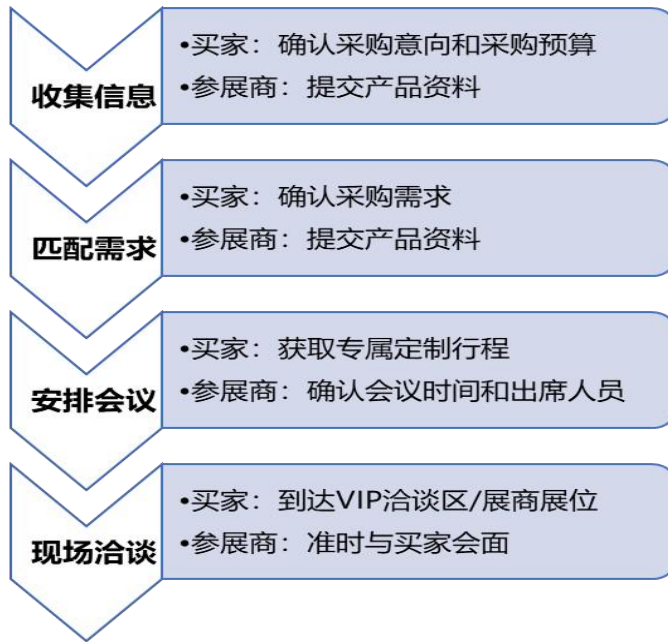 收集信息
•买家：确认采购意向和采购预算
•参展商：提交产品资料
匹配需求
•买家：确认采购需求
•参展商：提交产品资料
安排会议
•买家：获取专属定制行程
•参展商：确认会议时间和出席人员
现场洽谈
•买家：到达VIP洽谈区/展商展位
•参展商：准时与买家会面